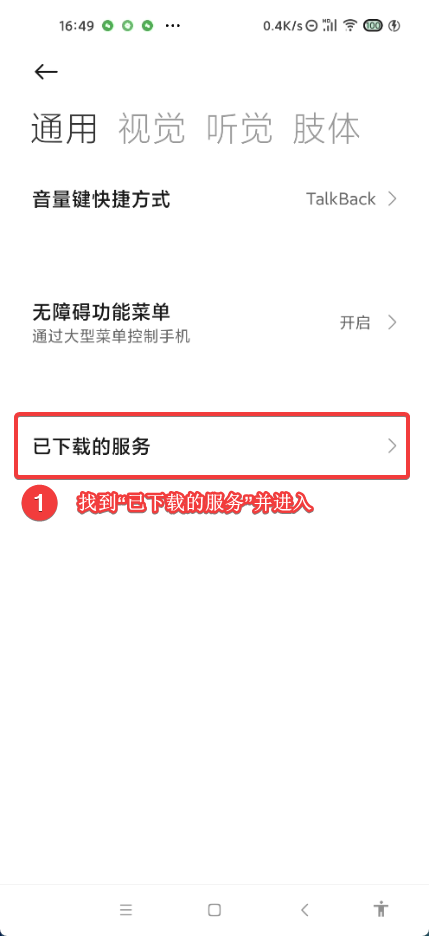 16:49 ··· 0.4K/s HD 100
通用 视觉 听觉 肢体
音量键快捷方式 TalkBack
无障碍功能菜单 开启
通过大型菜单控制手机
已下载的服务
1 找到“已下载的服务”并进入